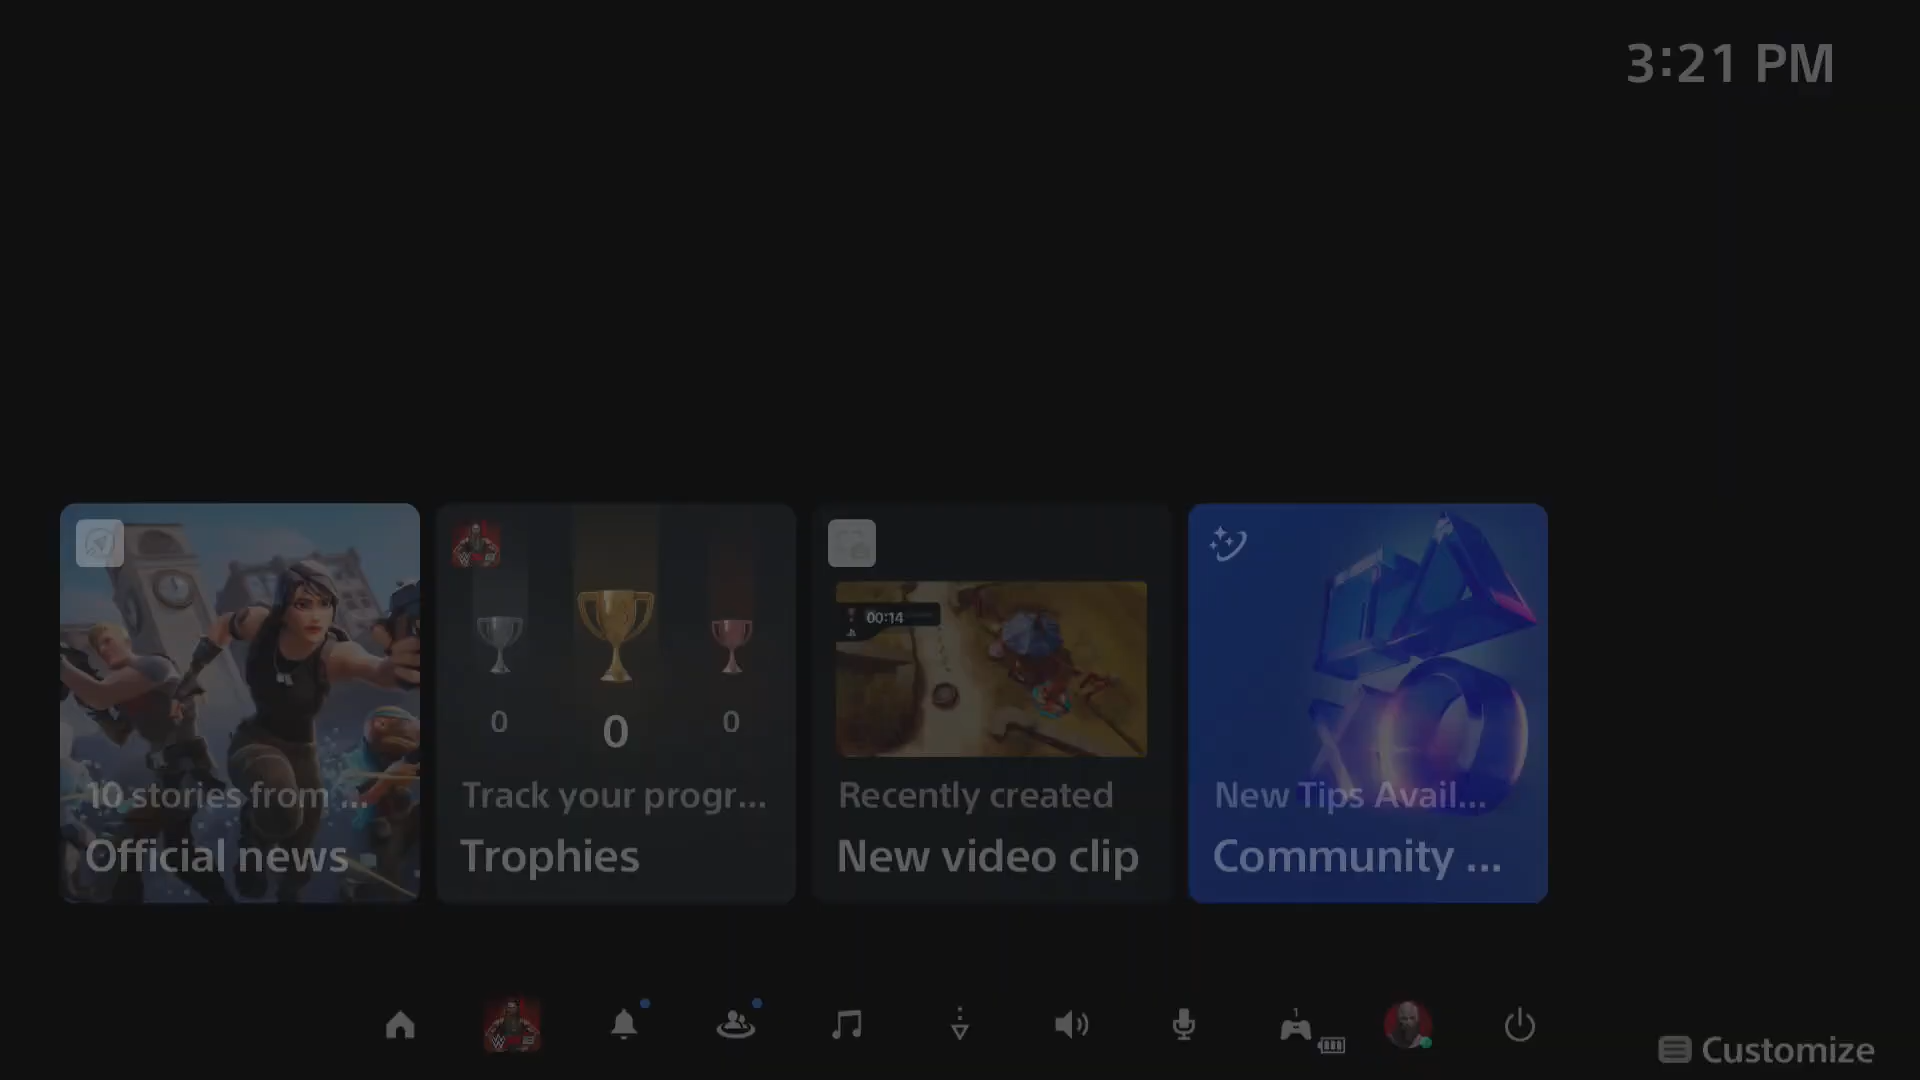 3:21 PM
00:14
0
0
0
10 stories from ...
Official news
Track your progr...
Trophies
Recently created
New video clip
New Tips Avail...
Community ...
1
Customize